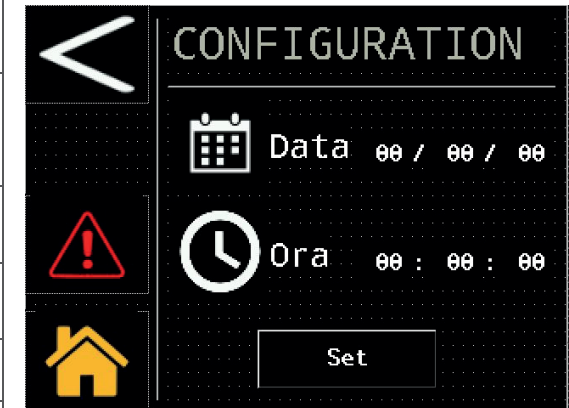 CONFIGURATION
Data 00 / 00 / 00
Ora 00 : 00 : 00
Set